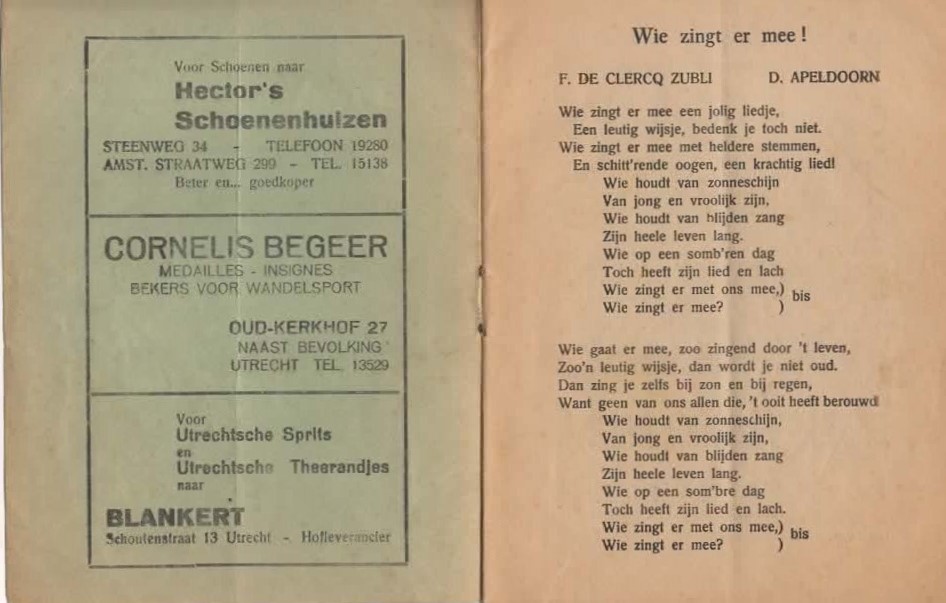 Voor Schoenen naar
Hector's
Schoenenhuizen
STEENWEG 34 - TELEFOON 19280
AMST. STRAATWEG 299 - TEL. 15138
Beter en... goedkoper
CORNELIS BEGEER
MEDAILLES - INSIGNES
BEKERS VOOR WANDELSPORT
OUD-KERKHOF 27
NAAST BEVOLKING
UTRECHT TEL. 13529
Voor
Utrechtsche Sprits
en
Utrechtsche Theerandjes
naar
BLANKERT
Schoutenstraat 13 Utrecht - Hofleverancier
Wie zingt er mee!
F. DE CLERCQ ZUBLI D. APELDOORN
Wie zingt er mee een jolig liedje,
Een leutig wijsje, bedenk je toch niet.
Wie zingt er mee met heldere stemmen,
En schitt'rende oogen, een krachtig lied!
Wie houdt van zonneschijn
Van jong en vroolijk zijn,
Wie houdt van blijden zang
Zijn heele leven lang.
Wie op een somb'ren dag
Toch heeft zijn lied en lach
Wie zingt er met ons mee,) bis
Wie zingt er mee? )
Wie gaat er mee, zoo zingend door 't leven,
Zoo'n leutig wijsje, dan wordt je niet oud.
Dan zing je zelfs bij zon en bij regen,
Want geen van ons allen die, 't ooit heeft berouwd
Wie houdt van zonneschijn,
Van jong en vroolijk zijn,
Wie houdt van blijden zang
Zijn heele leven lang.
Wie op een som'bre dag
Toch heeft zijn lied en lach.
Wie zingt er met ons mee,) bis
Wie zingt er mee? )